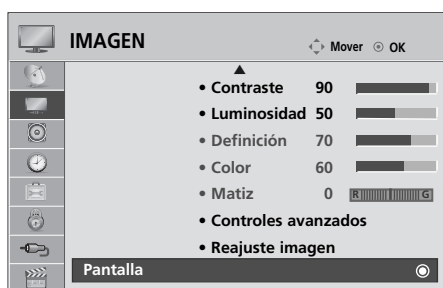 IMAGEN Mover OK
• Contraste 90
• Luminosidad 50
• Definición 70
• Color 60
• Matiz 0 R G
• Controles avanzados
• Reajuste imagen
Pantalla